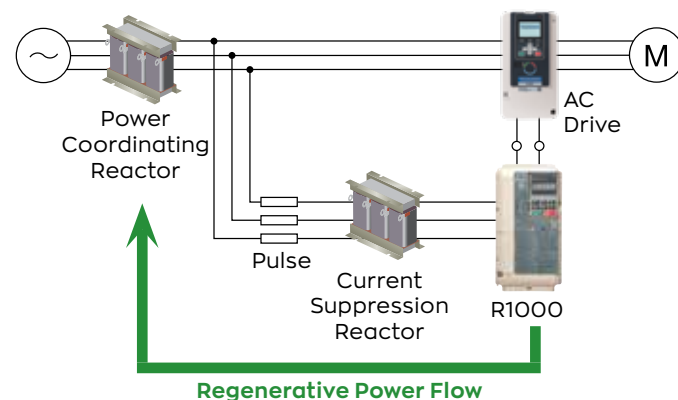 M
AC
Drive
Power
Coordinating
Reactor
Pulse
Current
Suppression
Reactor
R1000
Regenerative Power Flow